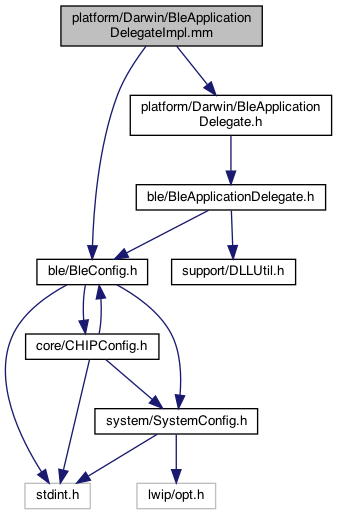 platform/Darwin/BleApplication
DelegateImpl.mm
platform/Darwin/BleApplication
Delegate.h
ble/BleApplicationDelegate.h
ble/BleConfig.h
support/DLLUtil.h
core/CHIPConfig.h
system/SystemConfig.h
stdint.h
lwip/opt.h